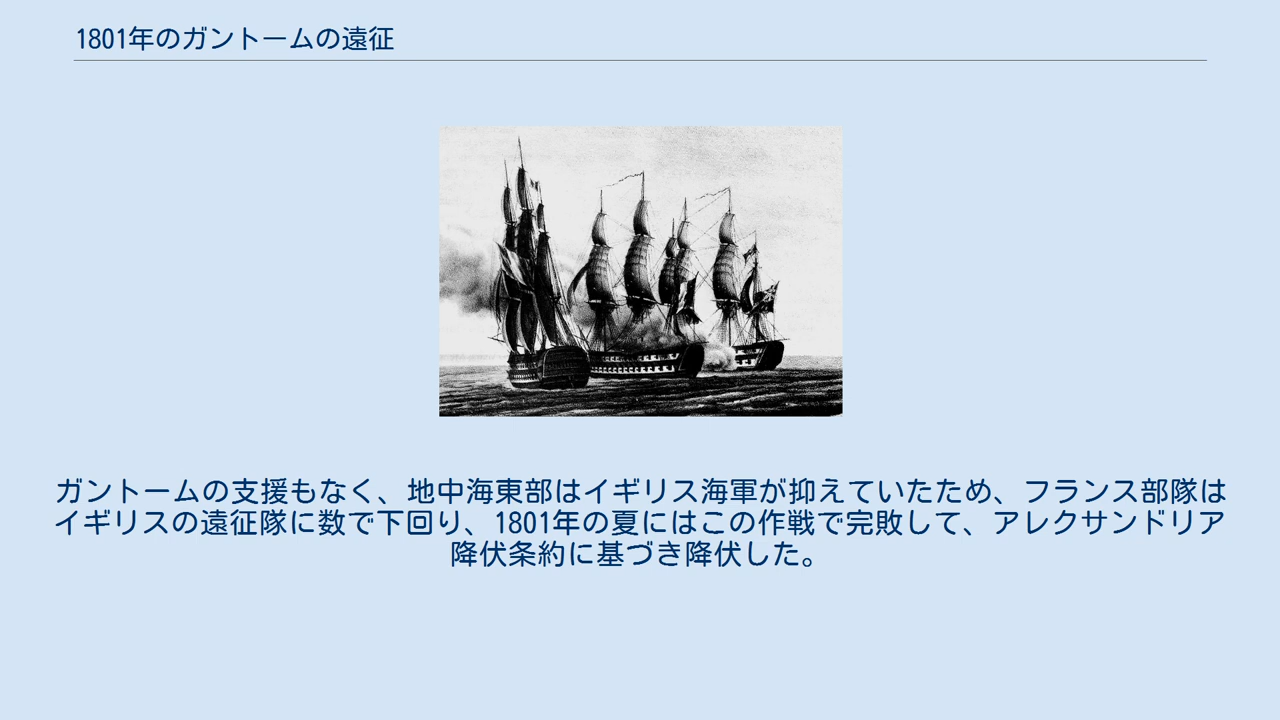 1801年のガントームの遠征
ガントームの支援もなく、地中海東部はイギリス海軍が抑えていたため、フランス部隊は
イギリスの遠征隊に数で下回り、1801年の夏にはこの作戦で完敗して、アレクサンドリア
降伏条約に基づき降伏した。